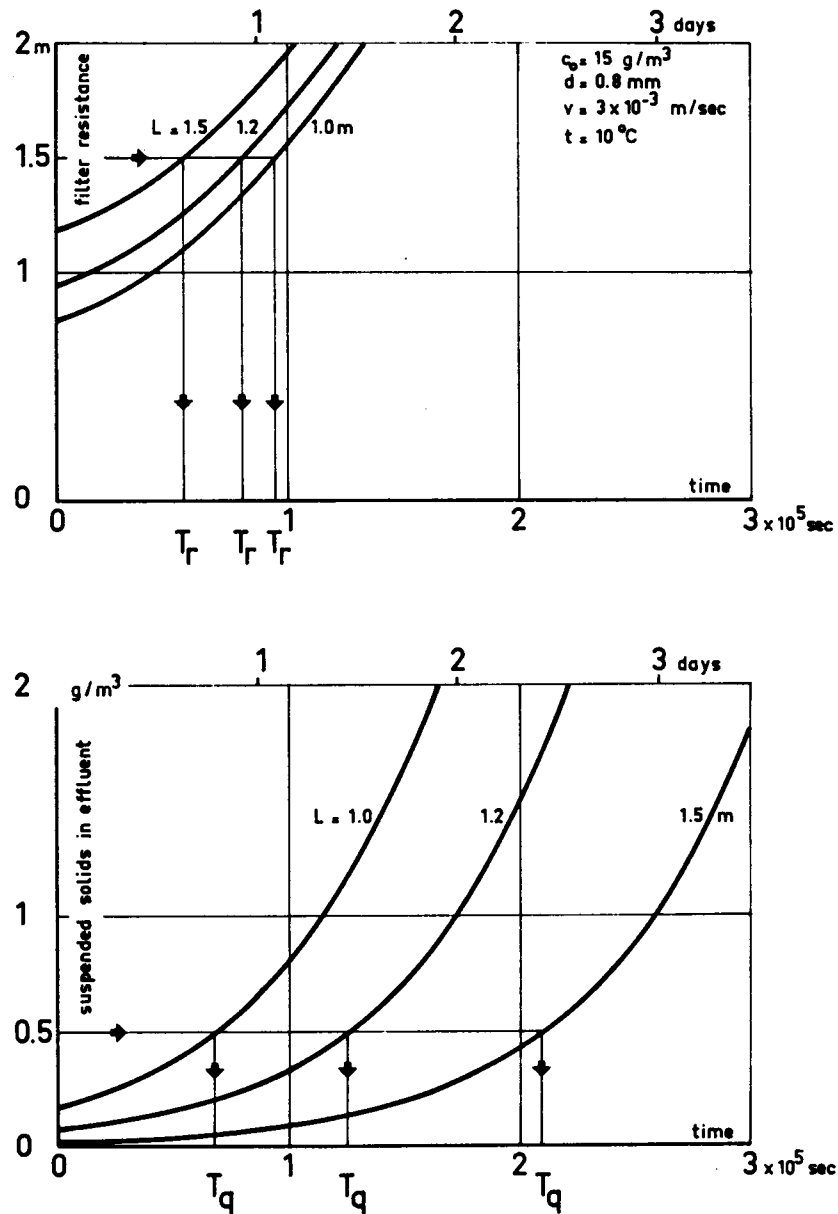 1 2 3 days
2 m
c₀ = 15 g/m³
d = 0.8 mm
v = 3 x 10⁻³ m/sec
t = 10 °C
filter resistance
L = 1.5 1.2 1.0 m
1.5
1
0
time
0 1 2 3 x 10⁵ sec
Tr Tr Tr
1 2 3 days
2 g/m³
suspended solids in effluent
L = 1.0 1.2 1.5 m
1
0.5
0
time
0 1 2 3 x 10⁵ sec
Tq Tq Tq